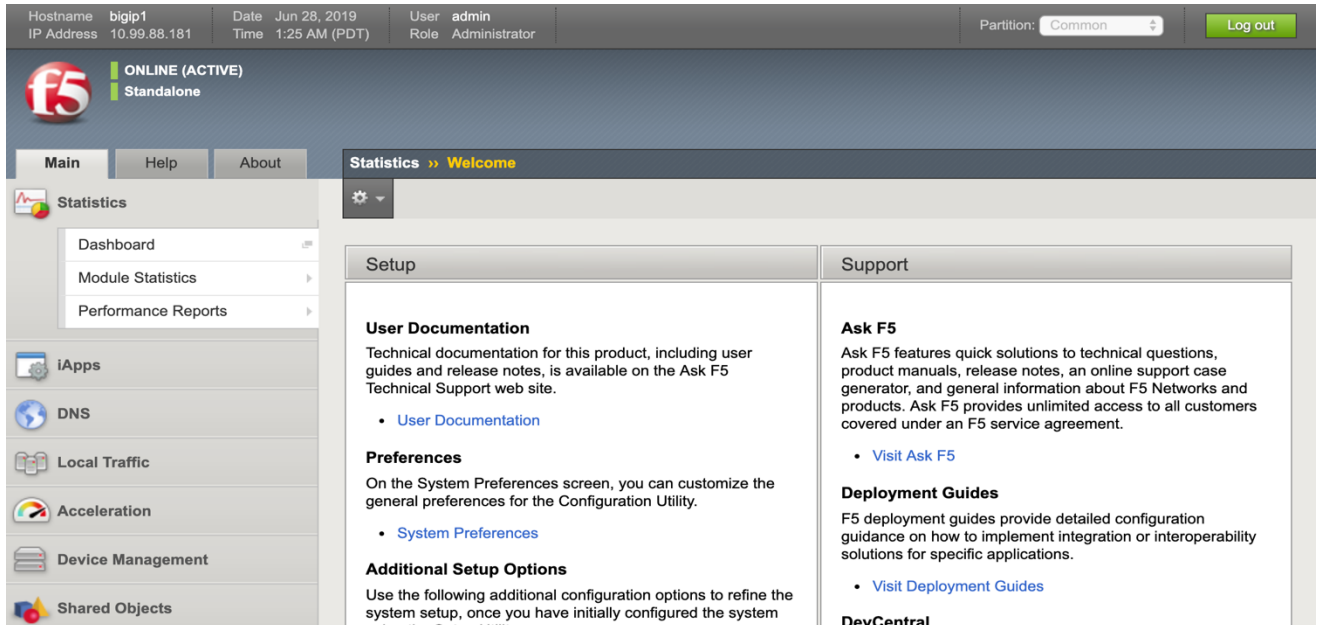 Hostname bigip1 Date Jun 28, 2019 User admin
IP Address 10.99.88.181 Time 1:25 AM (PDT) Role Administrator
Partition: Common Log out
f5
ONLINE (ACTIVE)
Standalone
Main Help About
Statistics ›› Welcome
Statistics
Dashboard
Module Statistics
Performance Reports
iApps
DNS
Local Traffic
Acceleration
Device Management
Shared Objects
Setup
User Documentation
Technical documentation for this product, including user
guides and release notes, is available on the Ask F5
Technical Support web site.
• User Documentation
Preferences
On the System Preferences screen, you can customize the
general preferences for the Configuration Utility.
• System Preferences
Additional Setup Options
Use the following additional configuration options to refine the
system setup, once you have initially configured the system
Support
Ask F5
Ask F5 features quick solutions to technical questions,
product manuals, release notes, an online support case
generator, and general information about F5 Networks and
products. Ask F5 provides unlimited access to all customers
covered under an F5 service agreement.
• Visit Ask F5
Deployment Guides
F5 deployment guides provide detailed configuration
guidance on how to implement integration or interoperability
solutions for specific applications.
• Visit Deployment Guides
DevCentral